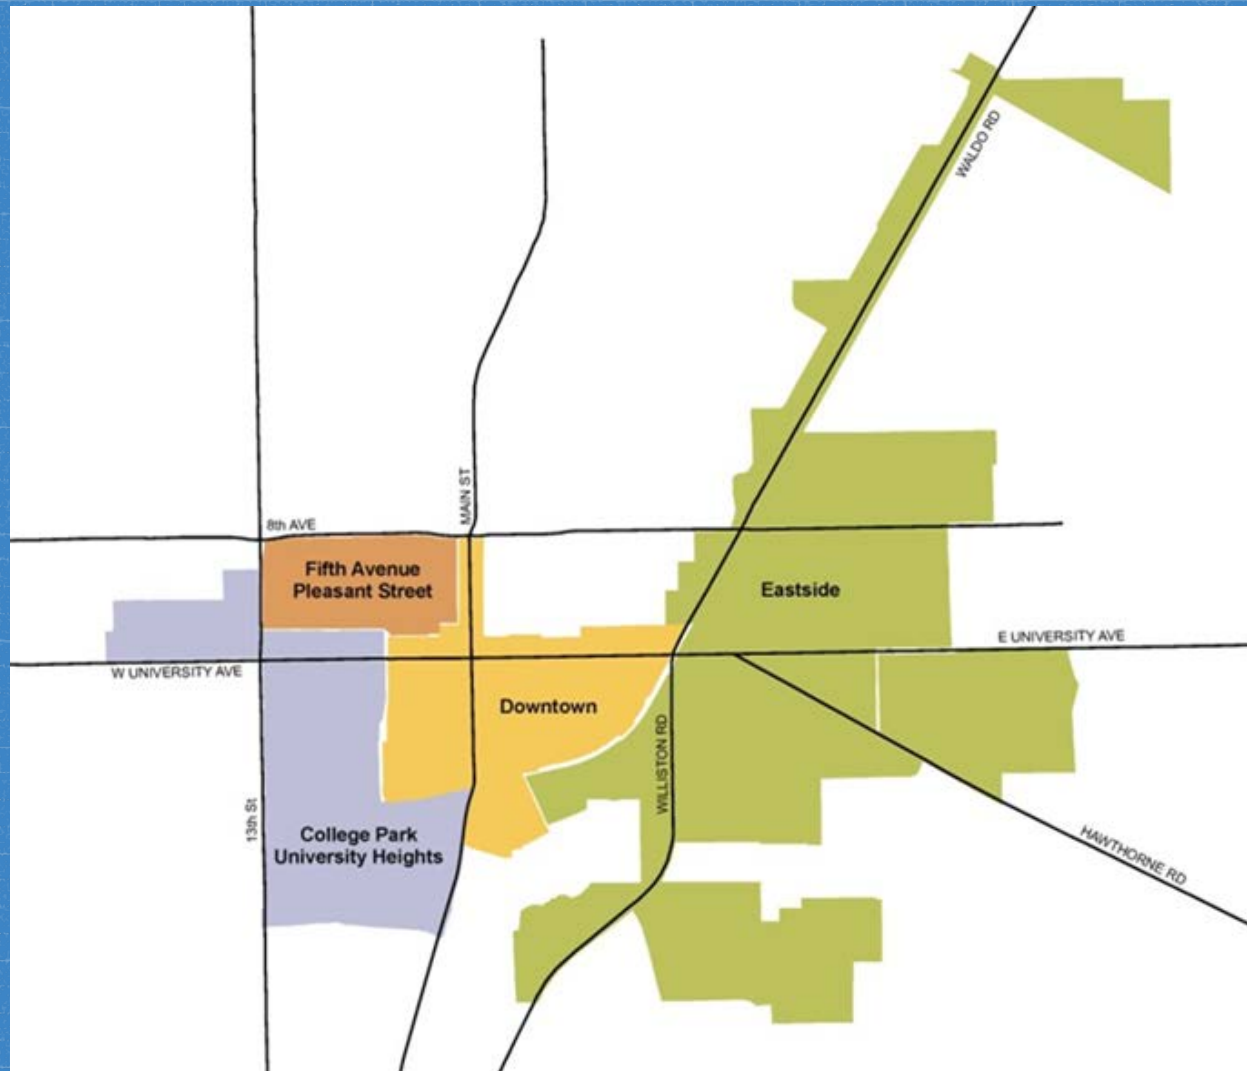 WALDO RD
MAIN ST
8th AVE
Fifth Avenue
Pleasant Street
Eastside
E UNIVERSITY AVE
W UNIVERSITY AVE
Downtown
WILLISTON RD
13th St
College Park
University Heights
HAWTHORNE RD